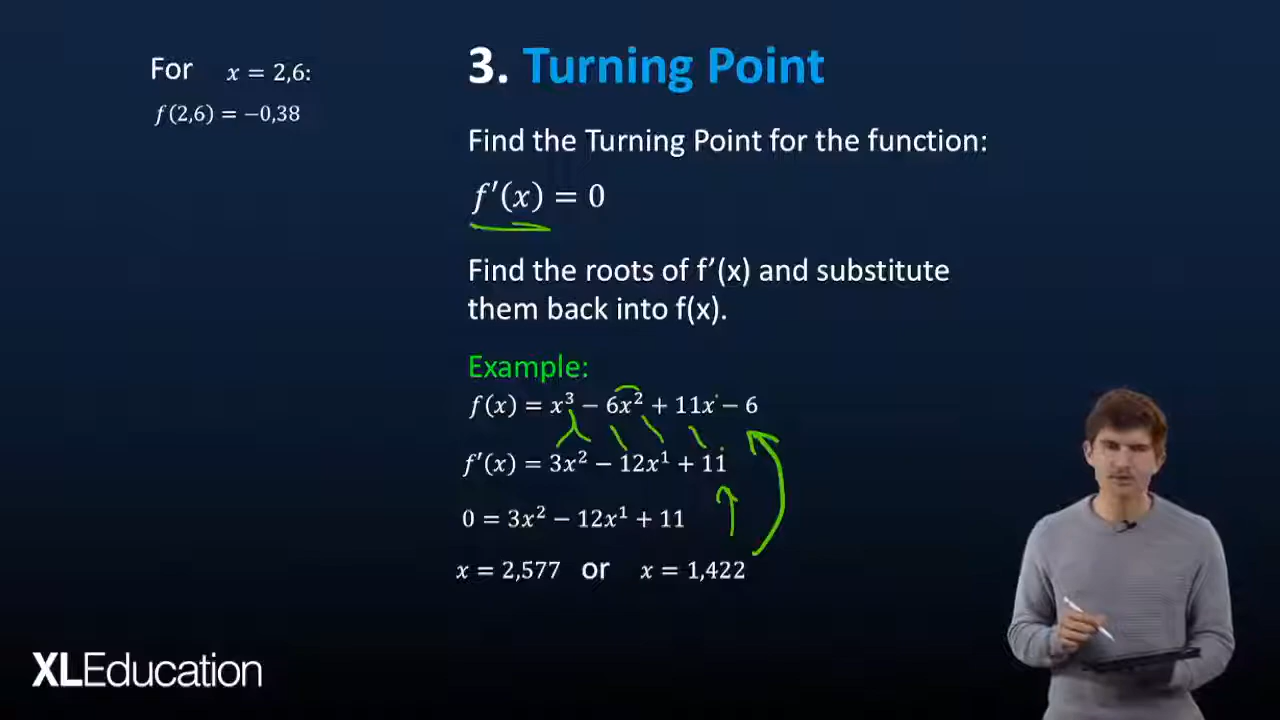 For x = 2,6:
f(2,6) = −0,38
3. Turning Point
Find the Turning Point for the function:
f′(x) = 0
Find the roots of f’(x) and substitute
them back into f(x).
Example:
f(x) = x³ − 6x² + 11x − 6
f′(x) = 3x² − 12x¹ + 11
0 = 3x² − 12x¹ + 11
x = 2,577 or x = 1,422
XLEducation